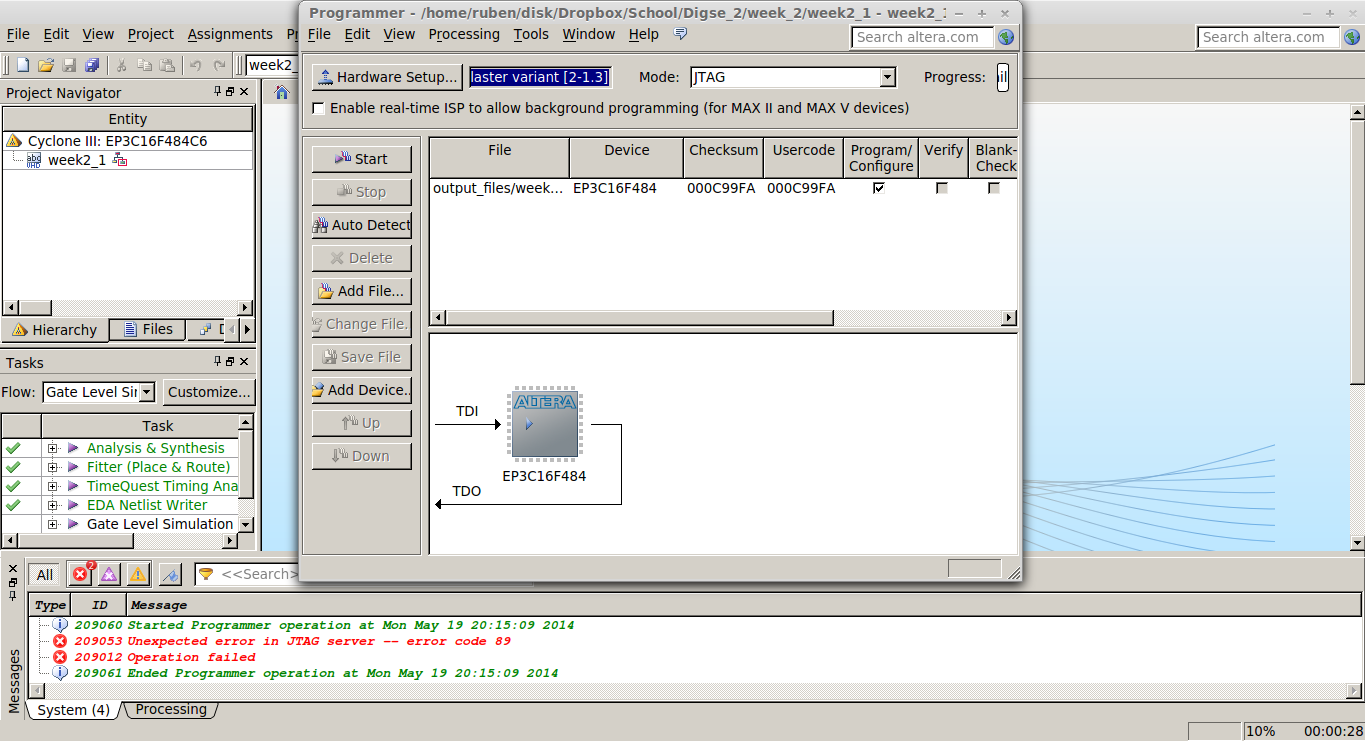 Programmer - /home/ruben/disk/Dropbox/School/Digse_2/week_2/week2_1 - week2_
File Edit View Project Assignments
File Edit View Processing Tools Window Help
Search altera.com
Search altera.com
week2_
Hardware Setup...
laster variant [2-1.3]
Mode:
JTAG
Progress:
Enable real-time ISP to allow background programming (for MAX II and MAX V devices)
Project Navigator
Entity
Cyclone III: EP3C16F484C6
week2_1
Hierarchy
Files
Start
Stop
Auto Detect
Delete
Add File...
Change File.
Save File
Add Device..
Up
Down
File Device Checksum Usercode Program/ Verify Blank-
Configure Check
output_files/week... EP3C16F484 000C99FA 000C99FA
TDI
ALTERA
EP3C16F484
TDO
Tasks
Flow:
Gate Level Sir
Customize...
Task
Analysis & Synthesis
Fitter (Place & Route)
TimeQuest Timing Ana
EDA Netlist Writer
Gate Level Simulation
All
2
<<Search>
Type ID Message
209060 Started Programmer operation at Mon May 19 20:15:09 2014
209053 Unexpected error in JTAG server -- error code 89
209012 Operation failed
209061 Ended Programmer operation at Mon May 19 20:15:09 2014
Messages
System (4)
Processing
10% 00:00:28